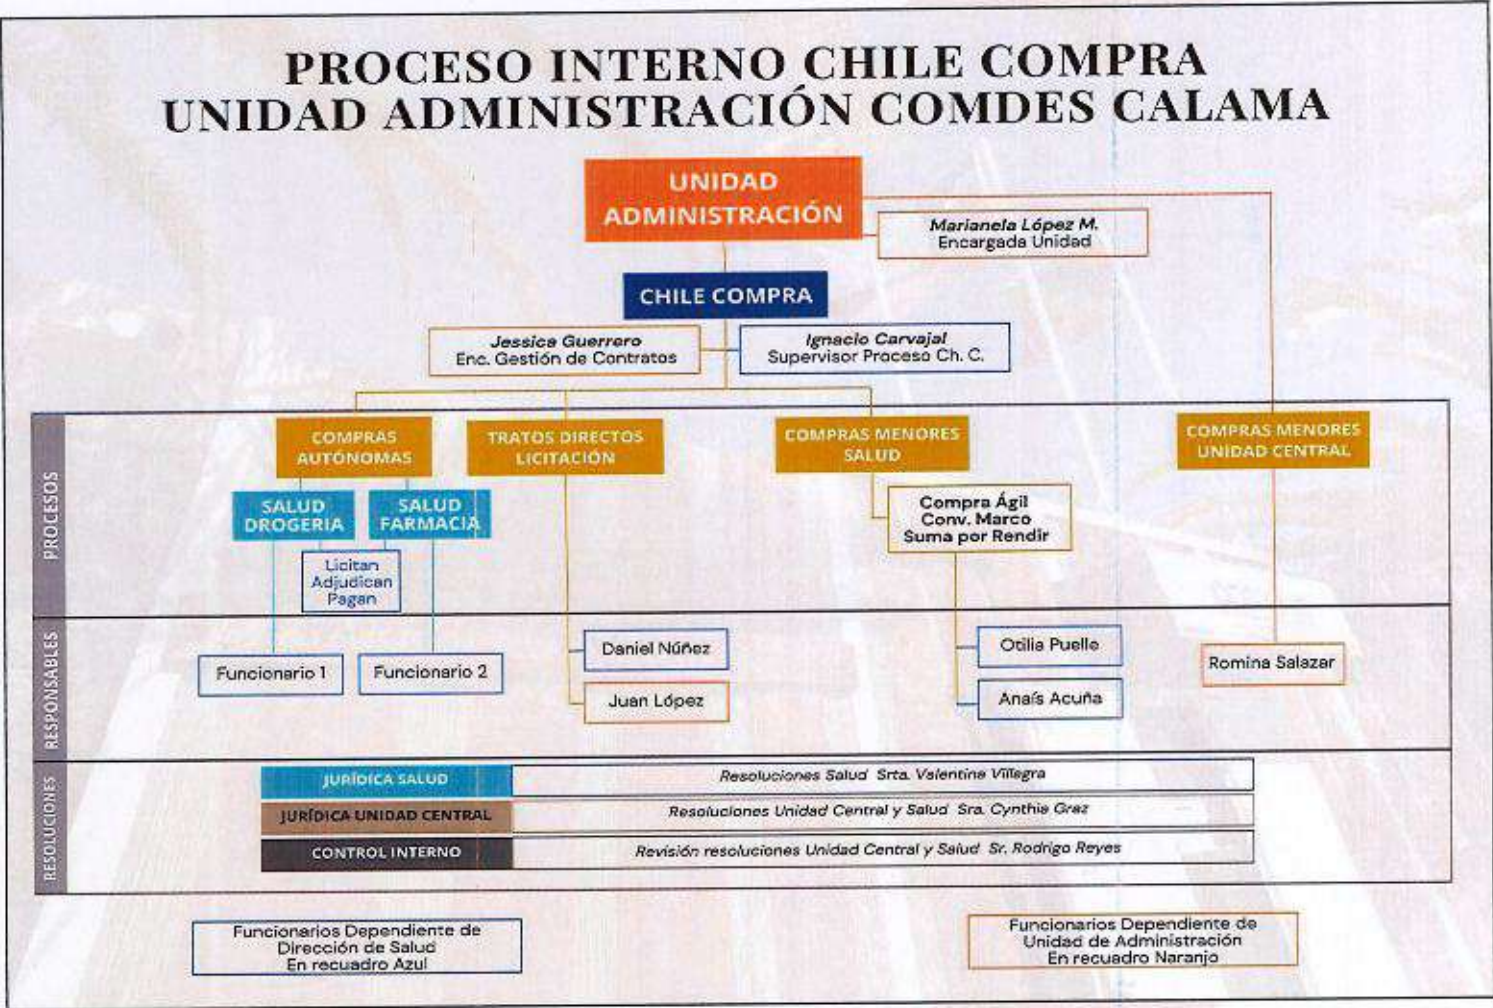 PROCESO INTERNO CHILE COMPRA
UNIDAD ADMINISTRACIÓN COMDES CALAMA
UNIDAD
ADMINISTRACIÓN
Marianela López M.
Encargada Unidad
CHILE COMPRA
Jessica Guerrero
Enc. Gestión de Contratos
Ignacio Carvajal
Supervisor Proceso Ch. C.
PROCESOS
COMPRAS
AUTÓNOMAS
TRATOS DIRECTOS
LICITACIÓN
COMPRAS MENORES
SALUD
COMPRAS MENORES
UNIDAD CENTRAL
SALUD
DROGERIA
SALUD
FARMACIA
Licitan
Adjudican
Pagan
Compra Ágil
Conv. Marco
Suma por Rendir
RESPONSABLES
Funcionario 1
Funcionario 2
Daniel Núñez
Juan López
Otilia Puelle
Anaís Acuña
Romina Salazar
RESOLUCIONES
JURÍDICA SALUD
Resoluciones Salud Srta. Valentina Villegra
JURÍDICA UNIDAD CENTRAL
Resoluciones Unidad Central y Salud Sra. Cynthia Graz
CONTROL INTERNO
Revisión resoluciones Unidad Central y Salud Sr. Rodrigo Reyes
Funcionarios Dependiente de
Dirección de Salud
En recuadro Azul
Funcionarios Dependiente de
Unidad de Administración
En recuadro Naranjo